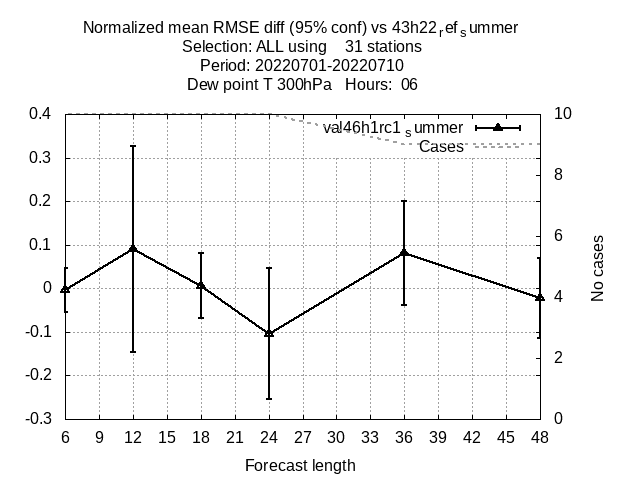 Normalized mean RMSE diff (95% conf) vs 43h22ref summer
Selection: ALL using 31 stations
Period: 20220701-20220710
Dew point T 300hPa Hours: 06
val46h1rc1summer
Cases
0.4
0.3
0.2
0.1
0
-0.1
-0.2
-0.3
10
8
6
4
2
0
No cases
6 9 12 15 18 21 24 27 30 33 36 39 42 45 48
Forecast length